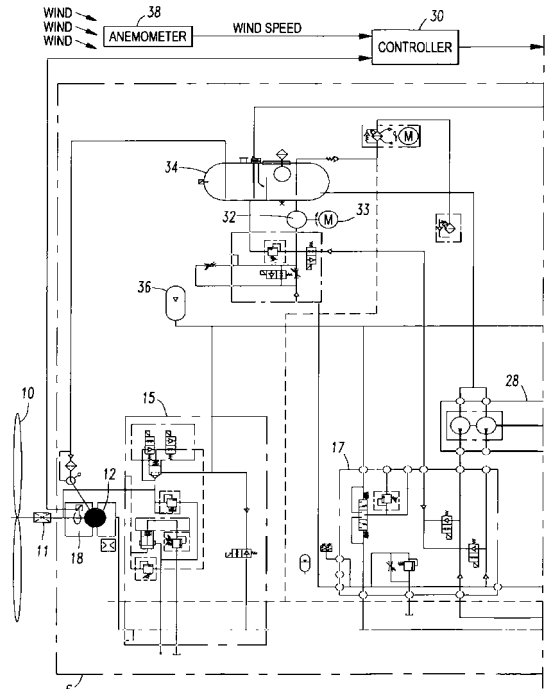 WIND
WIND
WIND
38
ANEMOMETER
WIND SPEED
30
CONTROLLER
34
M
32
M
33
36
10
15
28
12
17
11
18